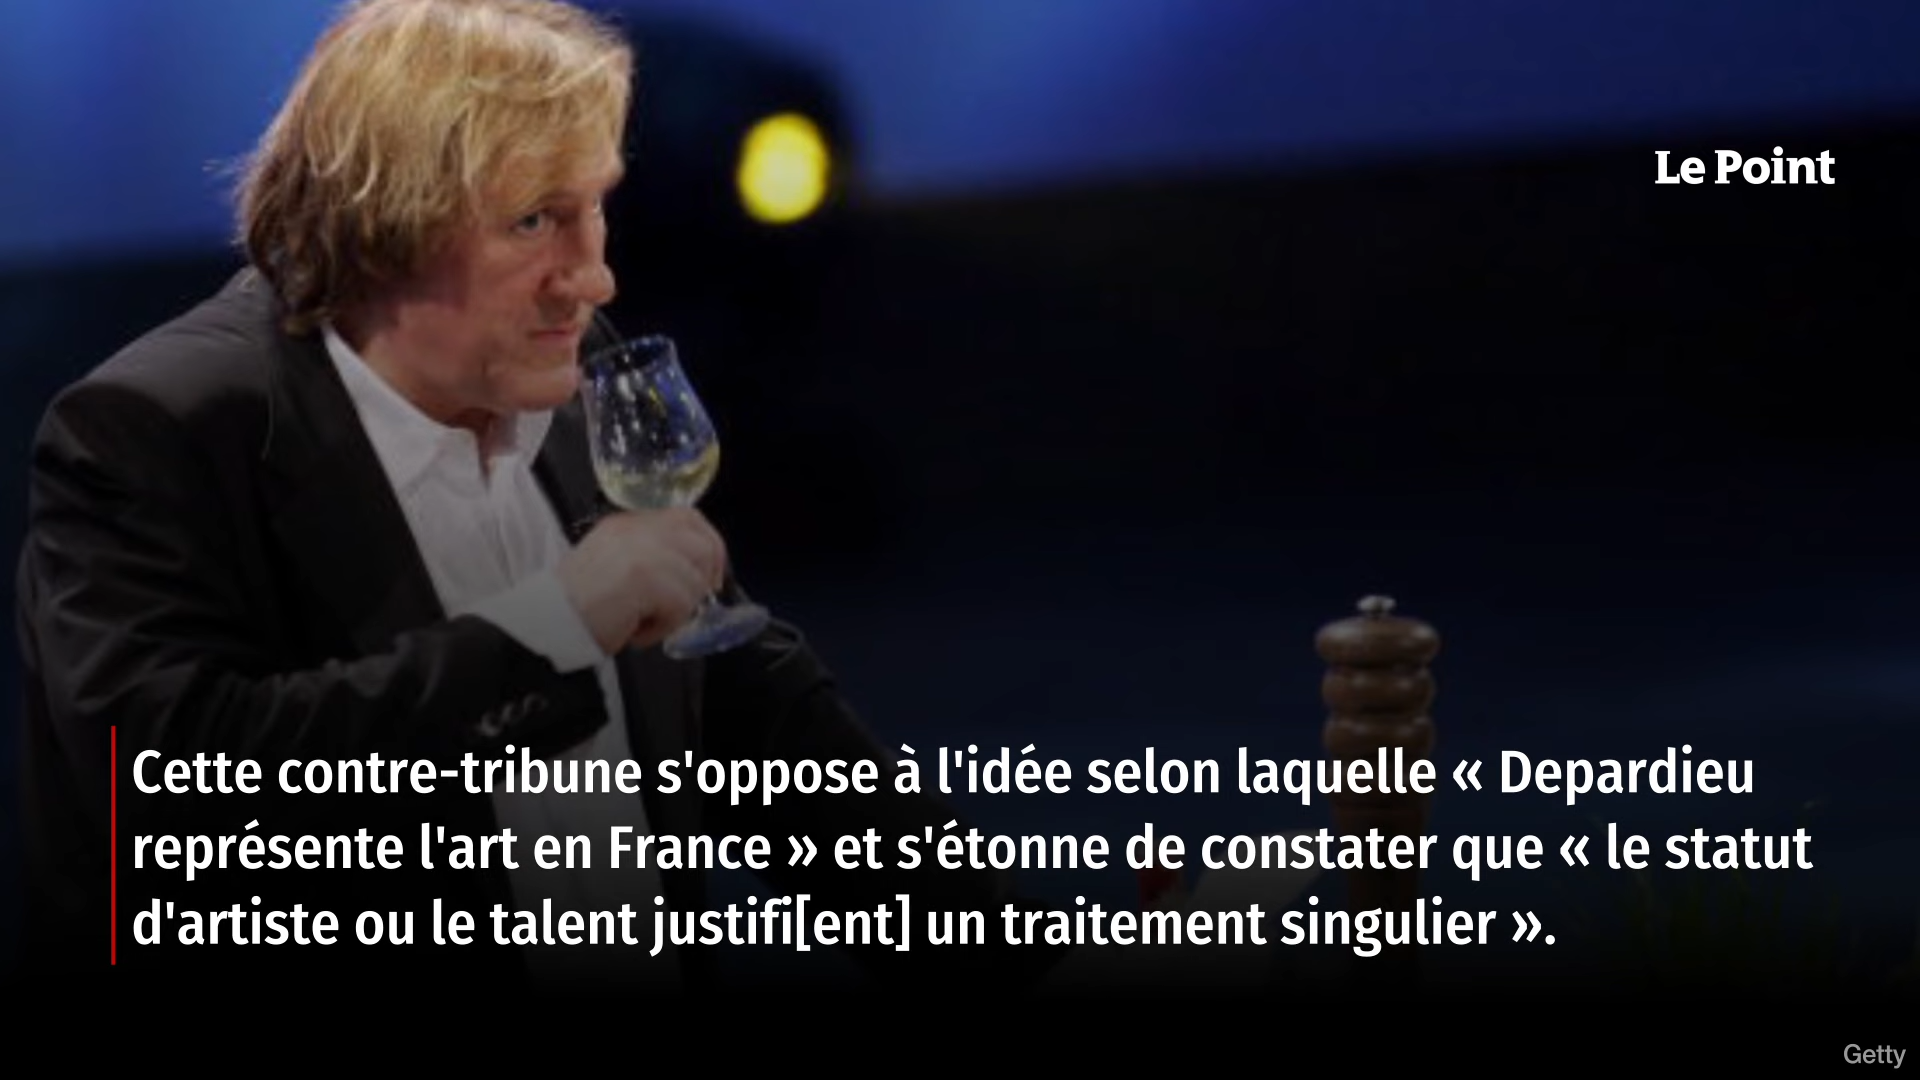 Le Point
Cette contre-tribune s'oppose à l'idée selon laquelle « Depardieu
représente l'art en France » et s'étonne de constater que « le statut
d'artiste ou le talent justifi[ent] un traitement singulier ».
Getty